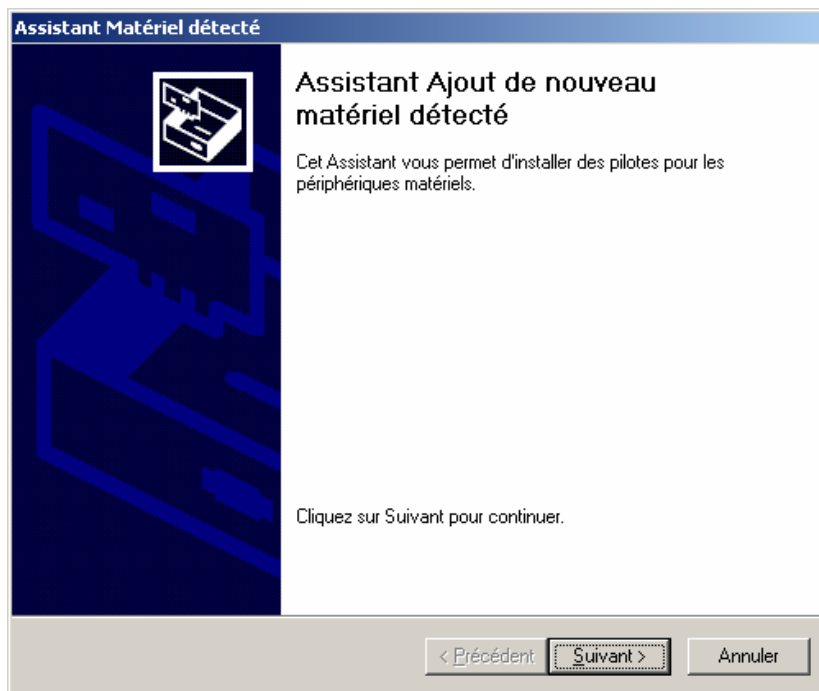 Assistant Matériel détecté
Assistant Ajout de nouveau
matériel détecté
Cet Assistant vous permet d'installer des pilotes pour les
périphériques matériels.
Cliquez sur Suivant pour continuer.
< Précédent Suivant > Annuler